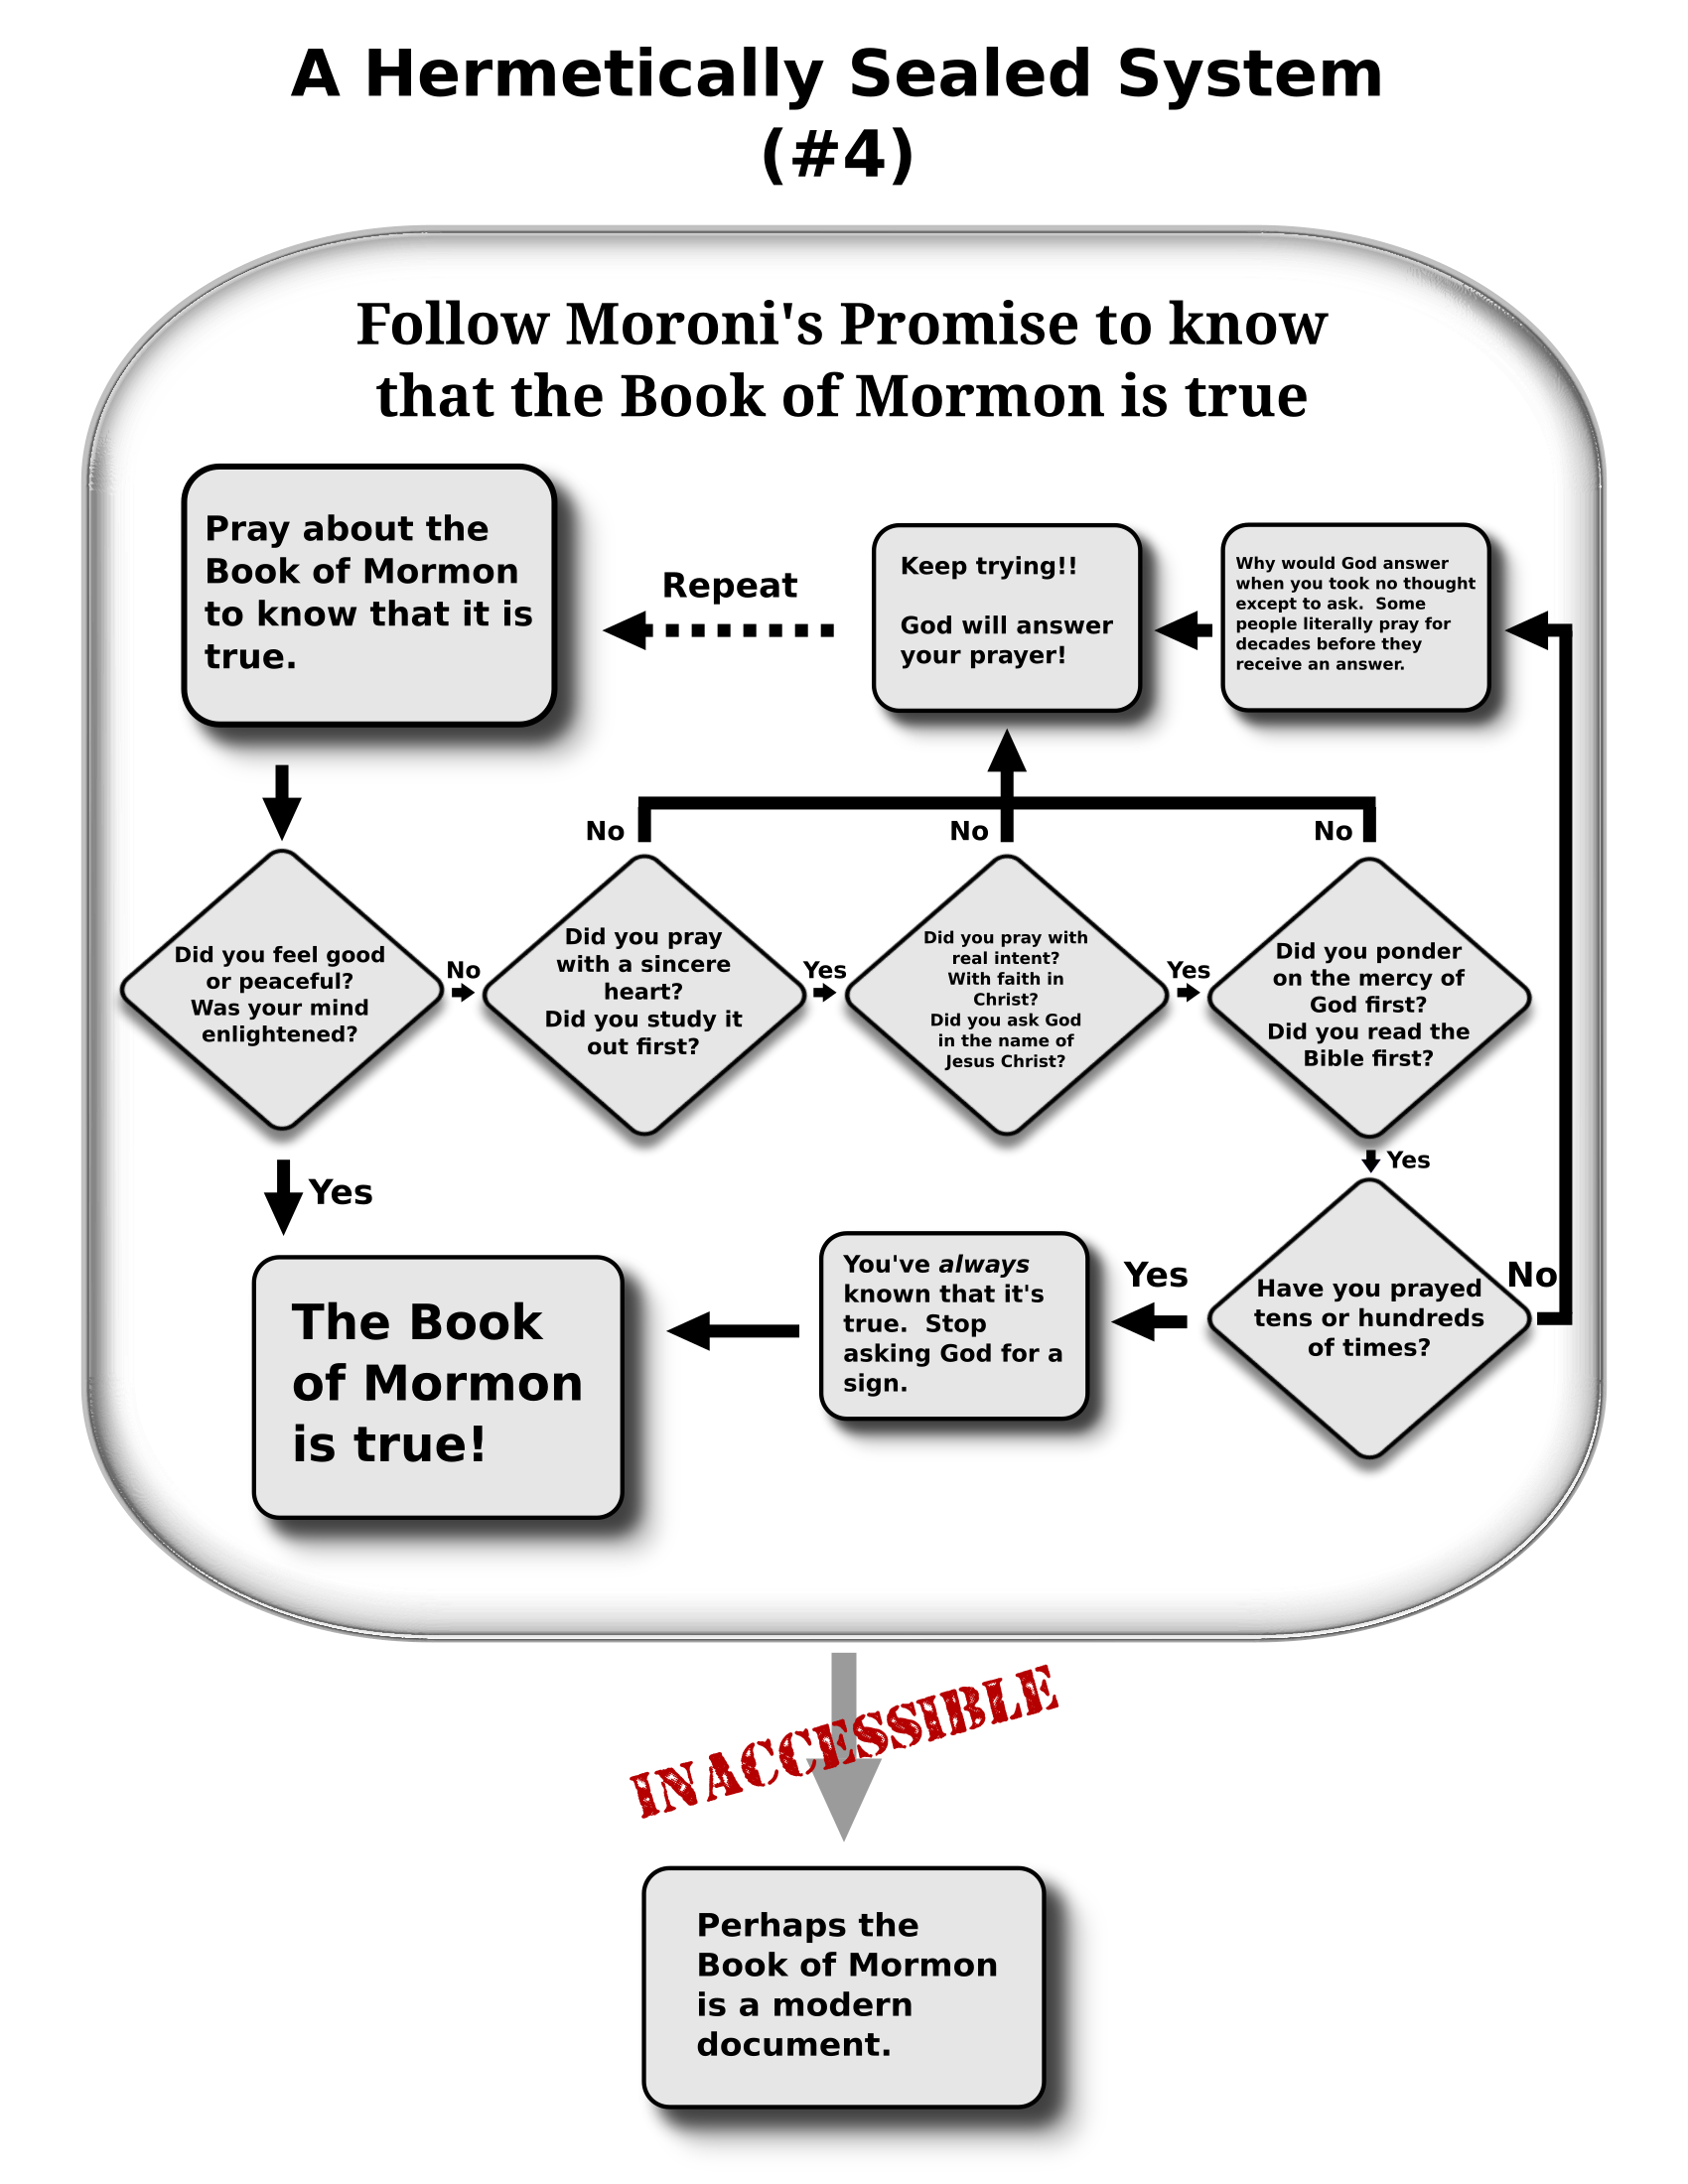 A Hermetically Sealed System
(#4)
Follow Moroni's Promise to know
that the Book of Mormon is true
Pray about the
Book of Mormon
to know that it is
true.
Repeat
Keep trying!!
God will answer
your prayer!
Why would God answer
when you took no thought
except to ask.  Some
people literally pray for
decades before they
receive an answer.
No
No
No
Did you feel good
or peaceful?
Was your mind
enlightened?
No
Did you pray
with a sincere
heart?
Did you study it
out first?
Yes
Did you pray with
real intent?
With faith in
Christ?
Did you ask God
in the name of
Jesus Christ?
Yes
Did you ponder
on the mercy of
God first?
Did you read the
Bible first?
Yes
Yes
The Book
of Mormon
is true!
You've always
known that it's
true.  Stop
asking God for a
sign.
Yes
Have you prayed
tens or hundreds
of times?
No
INACCESSIBLE
Perhaps the
Book of Mormon
is a modern
document.